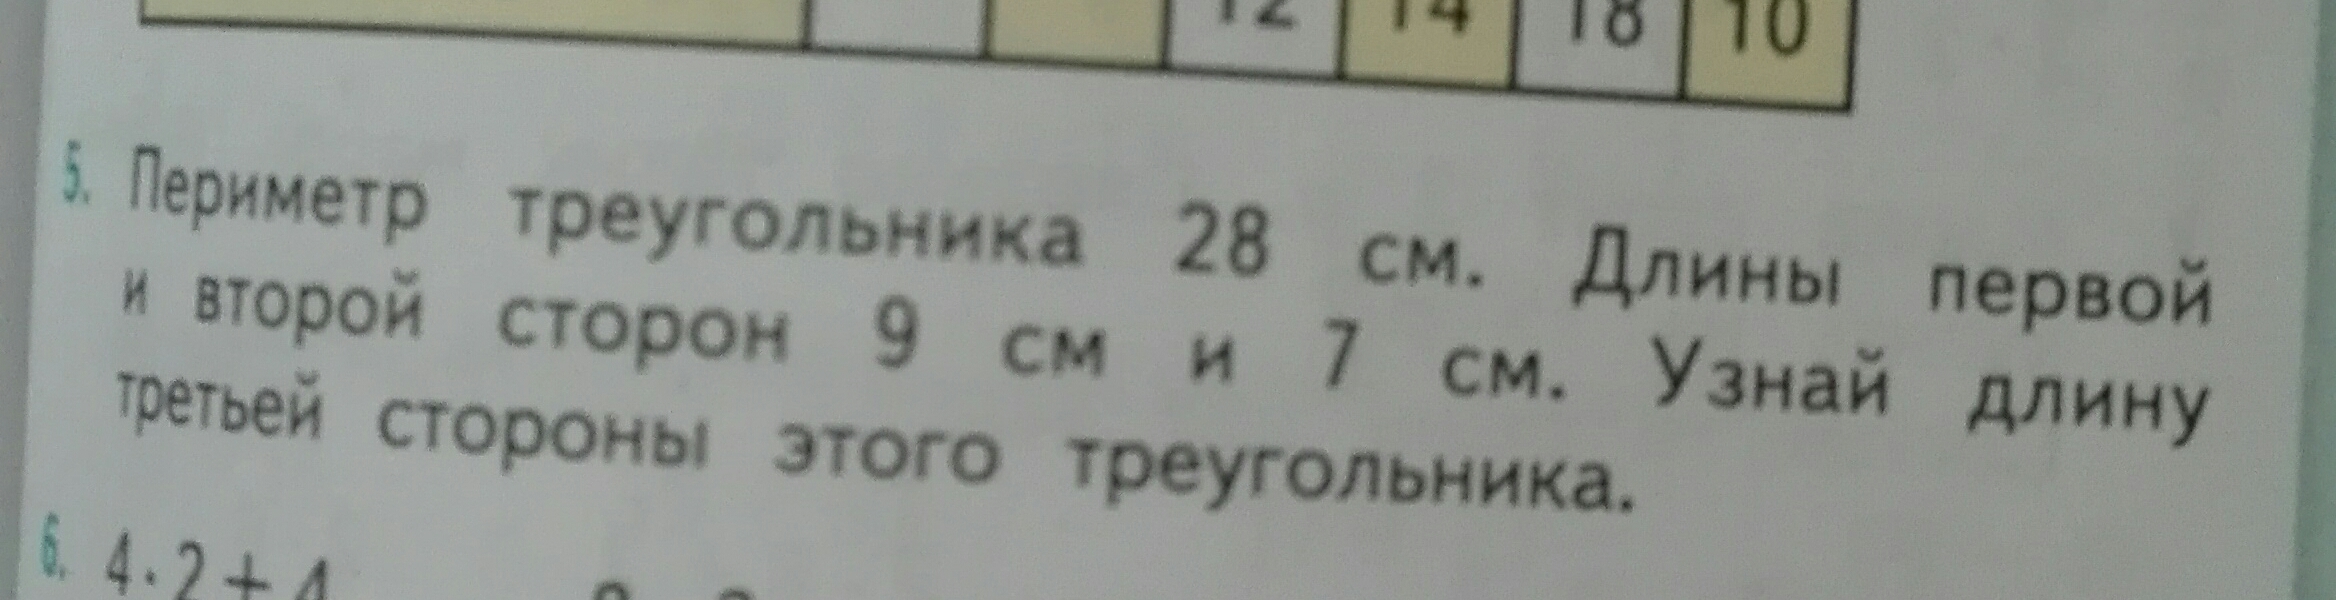 12 14 18 10
5. Периметр треугольника 28 см. Длины первой
и второй сторон 9 см и 7 см. Узнай длину
третьей стороны этого треугольника.
6. 4·2+4